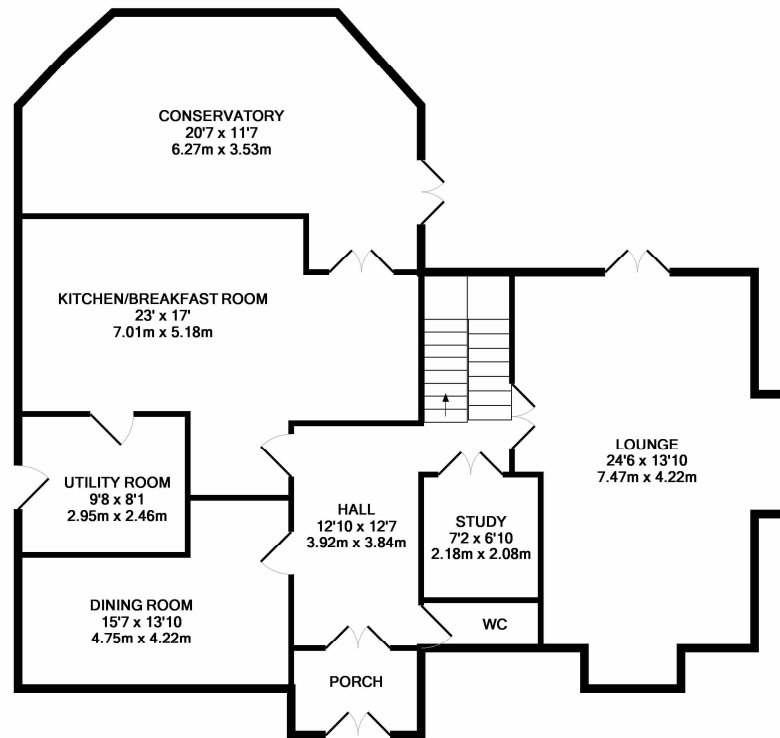 CONSERVATORY
20'7 x 11'7
6.27m x 3.53m
KITCHEN/BREAKFAST ROOM
23' x 17'
7.01m x 5.18m
LOUNGE
24'6 x 13'10
7.47m x 4.22m
UTILITY ROOM
9'8 x 8'1
2.95m x 2.46m
HALL
12'10 x 12'7
3.92m x 3.84m
STUDY
7'2 x 6'10
2.18m x 2.08m
DINING ROOM
15'7 x 13'10
4.75m x 4.22m
WC
PORCH